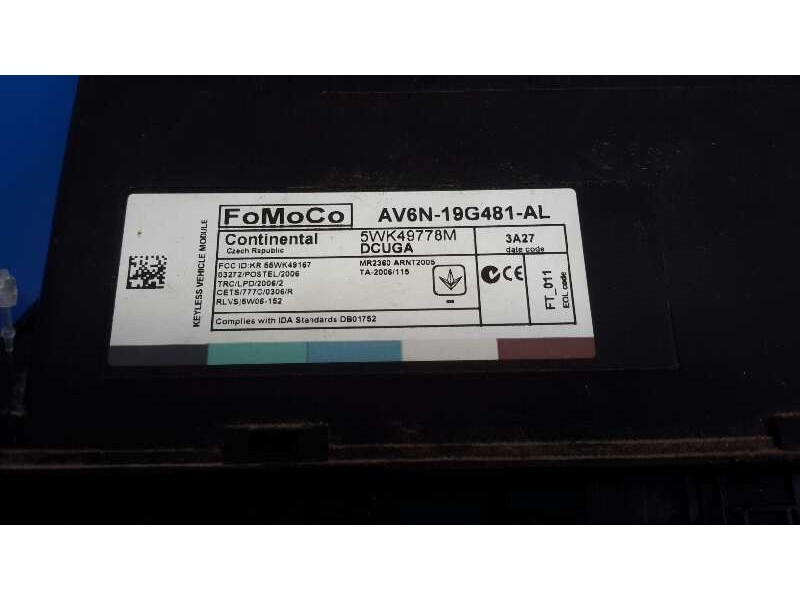 KEYLESS VEHICLE MODULE
FoMoCo AV6N-19G481-AL
Continental 5WK49778M
Czech Republic DCUGA
3A27
date code
FCC ID:KR 55WK49167
03272/POSTEL/2006
TRC/LPD/2006/2
CETS/777C/0306/R
RLVS/5W06-152
MR2360 ARNT2006
TA-2006/115
CE
FT_011
EOL code
Complies with IDA Standards DB01752